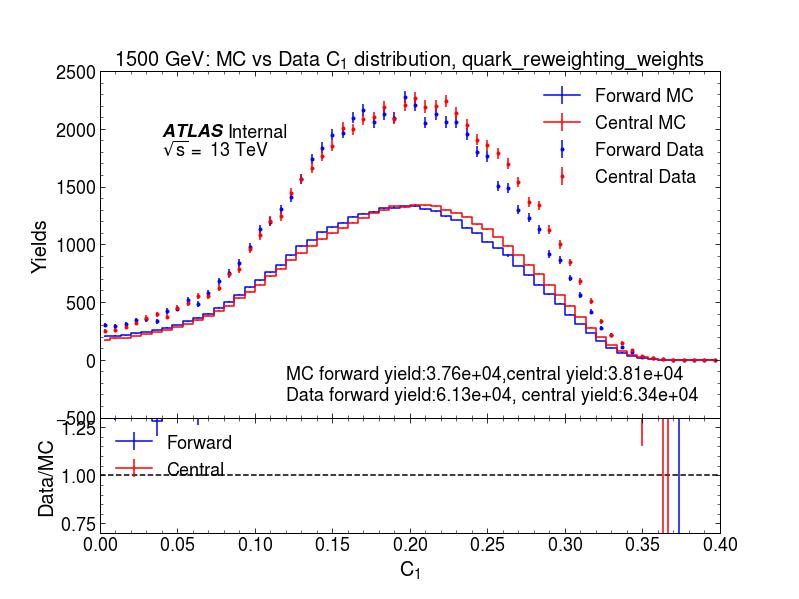 1500 GeV: MC vs Data C₁ distribution, quark_reweighting_weights
2500
2000
1500
1000
500
0
-500
Yields
ATLAS Internal
√s = 13 TeV
Forward MC
Central MC
Forward Data
Central Data
MC forward yield:3.76e+04,central yield:3.81e+04
Data forward yield:6.13e+04, central yield:6.34e+04
1.25
1.00
0.75
Data/MC
Forward
Central
0.00 0.05 0.10 0.15 0.20 0.25 0.30 0.35 0.40
C₁